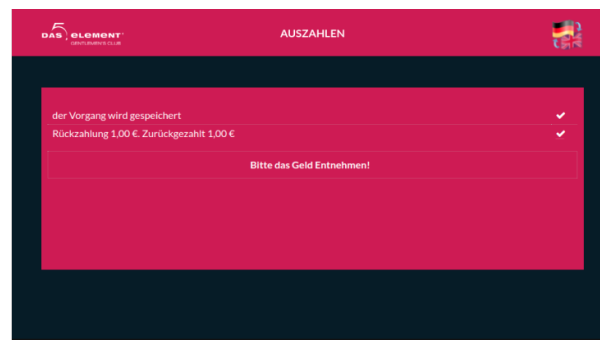 DAS 5 ELEMENT
GENTLEMEN'S CLUB
AUSZAHLEN
der Vorgang wird gespeichert
Rückzahlung 1,00 €. Zurückgezahlt 1,00 €
Bitte das Geld Entnehmen!